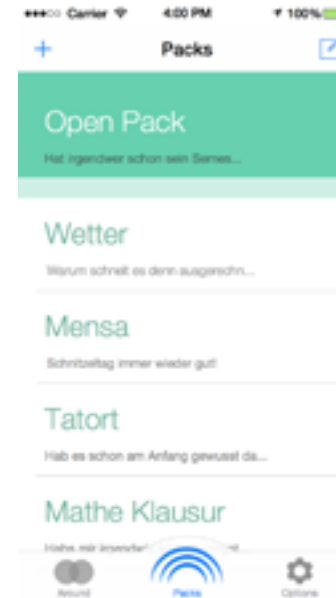 Carrier 4:00 PM 100%
+ Packs
Open Pack
Hat irgendwer schon sein Semes...
Wetter
Warum schneit es denn ausgerechn...
Mensa
Schnitzeltag immer wieder gut!
Tatort
Hab es schon am Anfang gewusst da...
Mathe Klausur
Around Packs Options